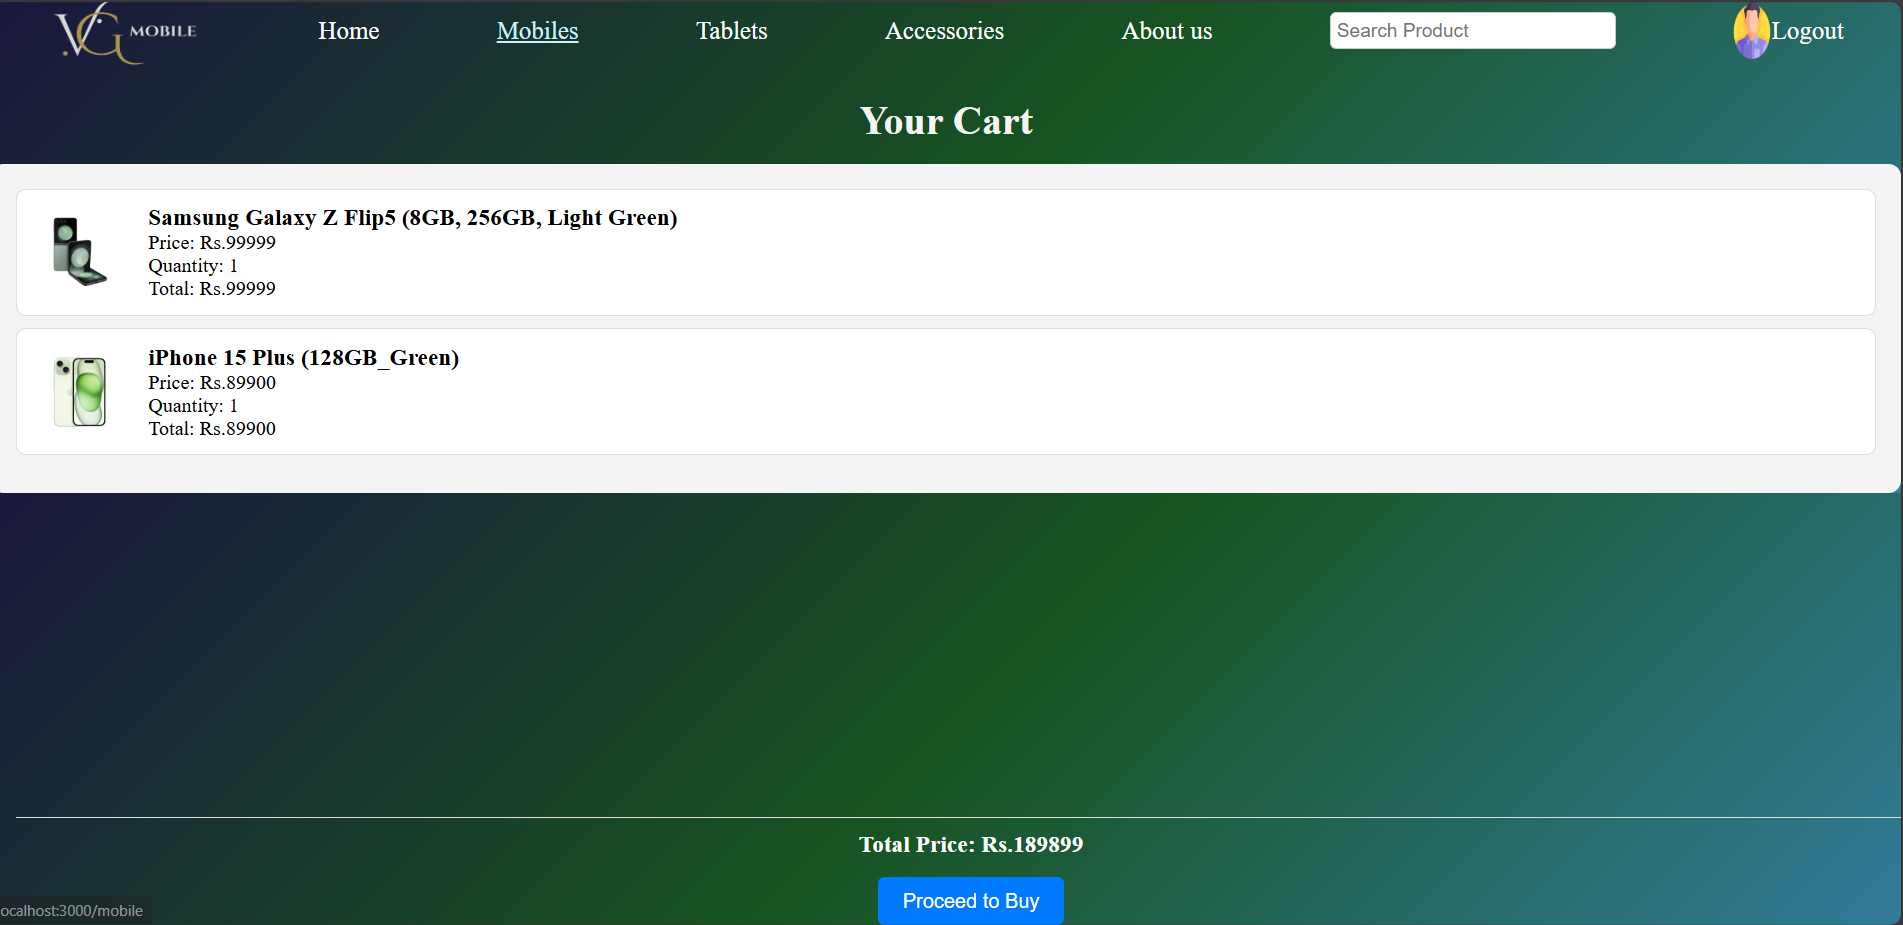 VG MOBILE Home Mobiles Tablets Accessories About us Search Product Logout
Your Cart
Samsung Galaxy Z Flip5 (8GB, 256GB, Light Green)
Price: Rs.99999
Quantity: 1
Total: Rs.99999
iPhone 15 Plus (128GB_Green)
Price: Rs.89900
Quantity: 1
Total: Rs.89900
Total Price: Rs.189899
Proceed to Buy
ocalhost:3000/mobile